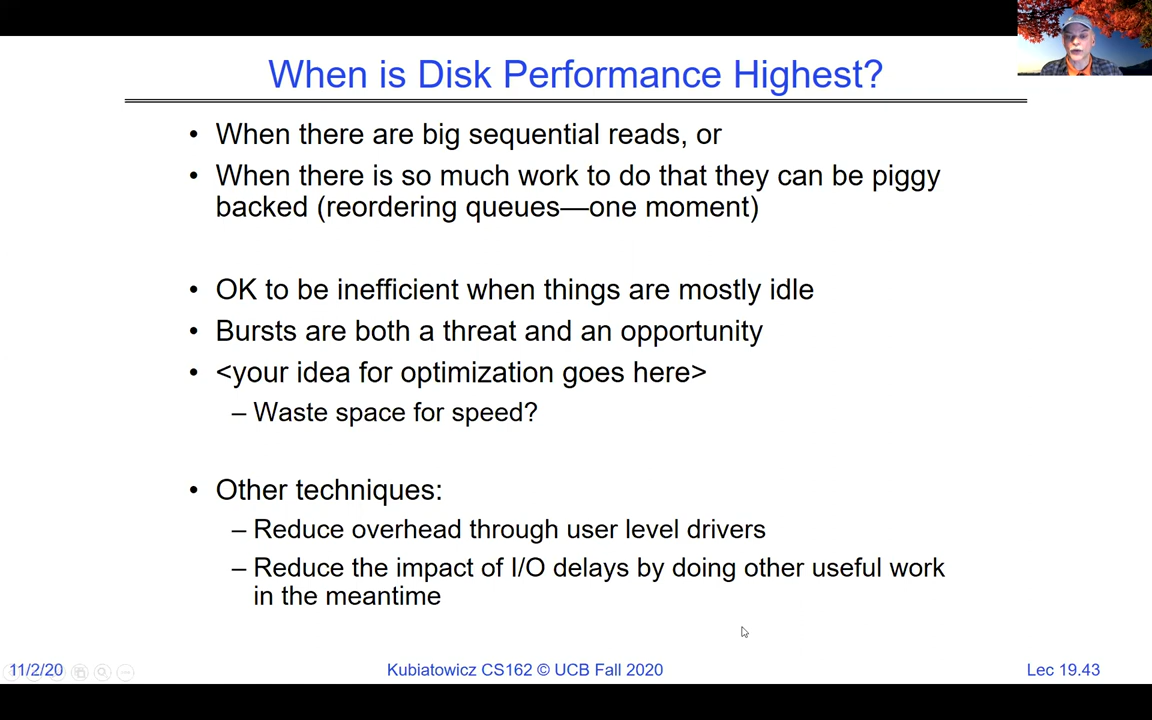 When is Disk Performance Highest?
• When there are big sequential reads, or
• When there is so much work to do that they can be piggy
backed (reordering queues—one moment)
• OK to be inefficient when things are mostly idle
• Bursts are both a threat and an opportunity
• <your idea for optimization goes here>
– Waste space for speed?
• Other techniques:
– Reduce overhead through user level drivers
– Reduce the impact of I/O delays by doing other useful work
in the meantime
11/2/20
Kubiatowicz CS162 © UCB Fall 2020
Lec 19.43